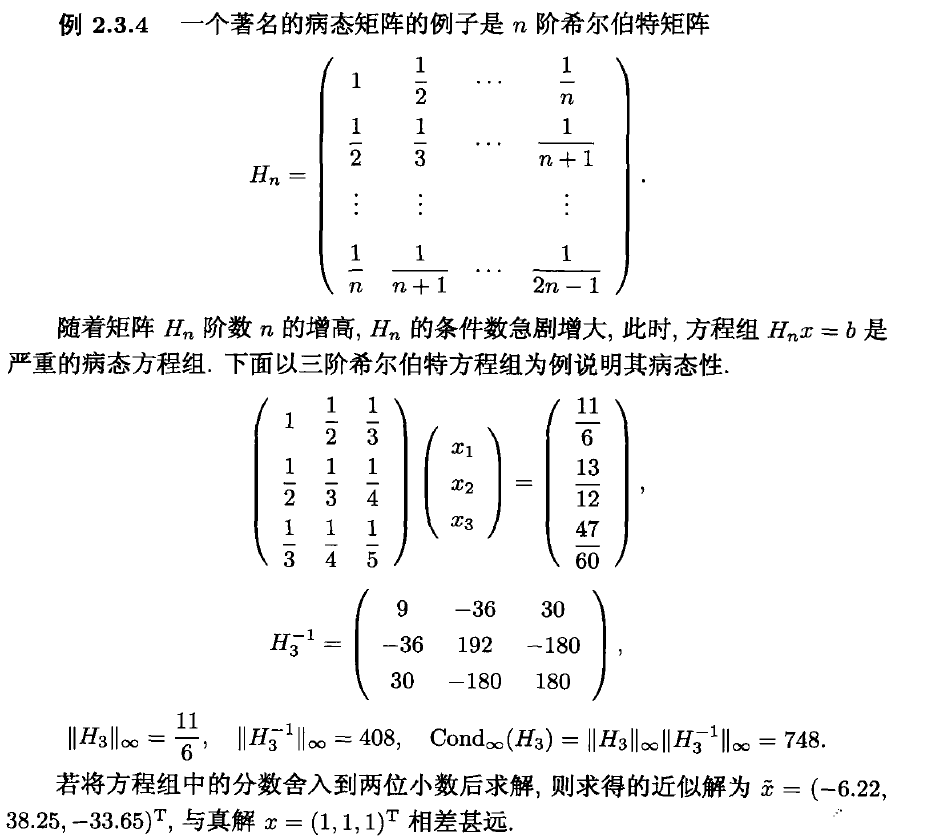 例 2.3.4 一个著名的病态矩阵的例子是 n 阶希尔伯特矩阵
H_n = \begin{pmatrix} 1 & \frac{1}{2} & \cdots & \frac{1}{n} \\ \frac{1}{2} & \frac{1}{3} & \cdots & \frac{1}{n+1} \\ \vdots & \vdots & & \vdots \\ \frac{1}{n} & \frac{1}{n+1} & \cdots & \frac{1}{2n-1} \end{pmatrix}.
随着矩阵 H_n 阶数 n 的增高, H_n 的条件数急剧增大, 此时, 方程组 H_n x = b 是
严重的病态方程组. 下面以三阶希尔伯特方程组为例说明其病态性.
\begin{pmatrix} 1 & \frac{1}{2} & \frac{1}{3} \\ \frac{1}{2} & \frac{1}{3} & \frac{1}{4} \\ \frac{1}{3} & \frac{1}{4} & \frac{1}{5} \end{pmatrix} \begin{pmatrix} x_1 \\ x_2 \\ x_3 \end{pmatrix} = \begin{pmatrix} \frac{11}{6} \\ \frac{13}{12} \\ \frac{47}{60} \end{pmatrix},
H_3^{-1} = \begin{pmatrix} 9 & -36 & 30 \\ -36 & 192 & -180 \\ 30 & -180 & 180 \end{pmatrix},
\|H_3\|_\infty = \frac{11}{6}, \|H_3^{-1}\|_\infty = 408, Cond_\infty(H_3) = \|H_3\|_\infty \|H_3^{-1}\|_\infty = 748.
若将方程组中的分数舍入到两位小数后求解, 则求得的近似解为 \tilde{x} = (-6.22,
38.25, -33.65)^T, 与真解 x = (1, 1, 1)^T 相差甚远.